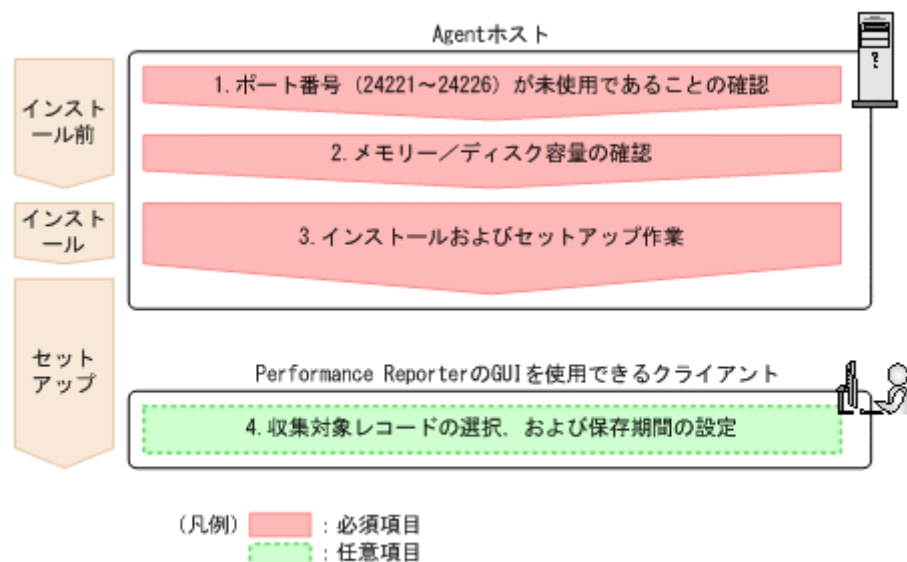 Agentホスト
インスト
ール前
1.ポート番号（24221～24226）が未使用であることの確認
2.メモリー／ディスク容量の確認
インスト
ール
3.インストールおよびセットアップ作業
セット
アップ
Performance ReporterのGUIを使用できるクライアント
4.収集対象レコードの選択，および保存期間の設定
（凡例）
：必須項目
：任意項目